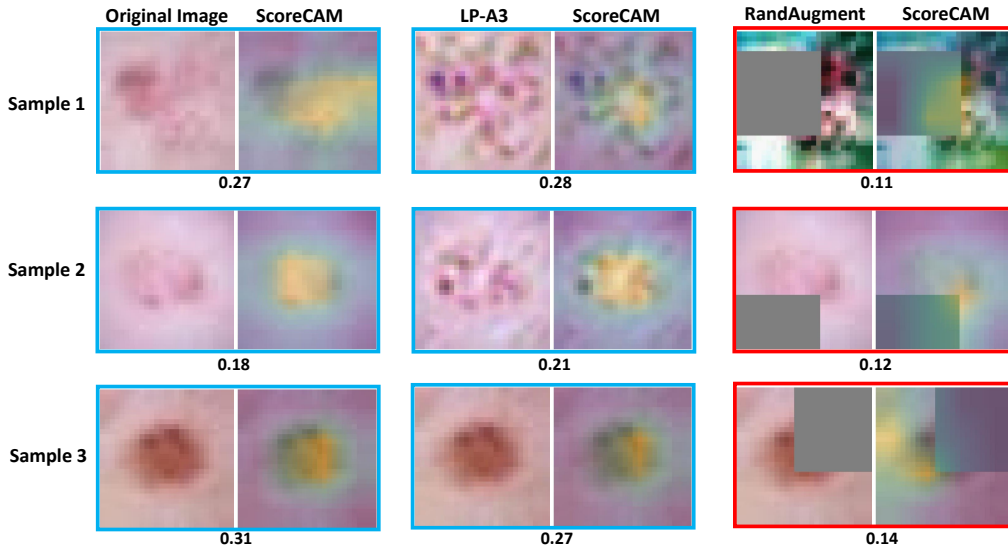 Original Image ScoreCAM LP-A3 ScoreCAM RandAugment ScoreCAM
Sample 1
0.27 0.28 0.11
Sample 2
0.18 0.21 0.12
Sample 3
0.31 0.27 0.14